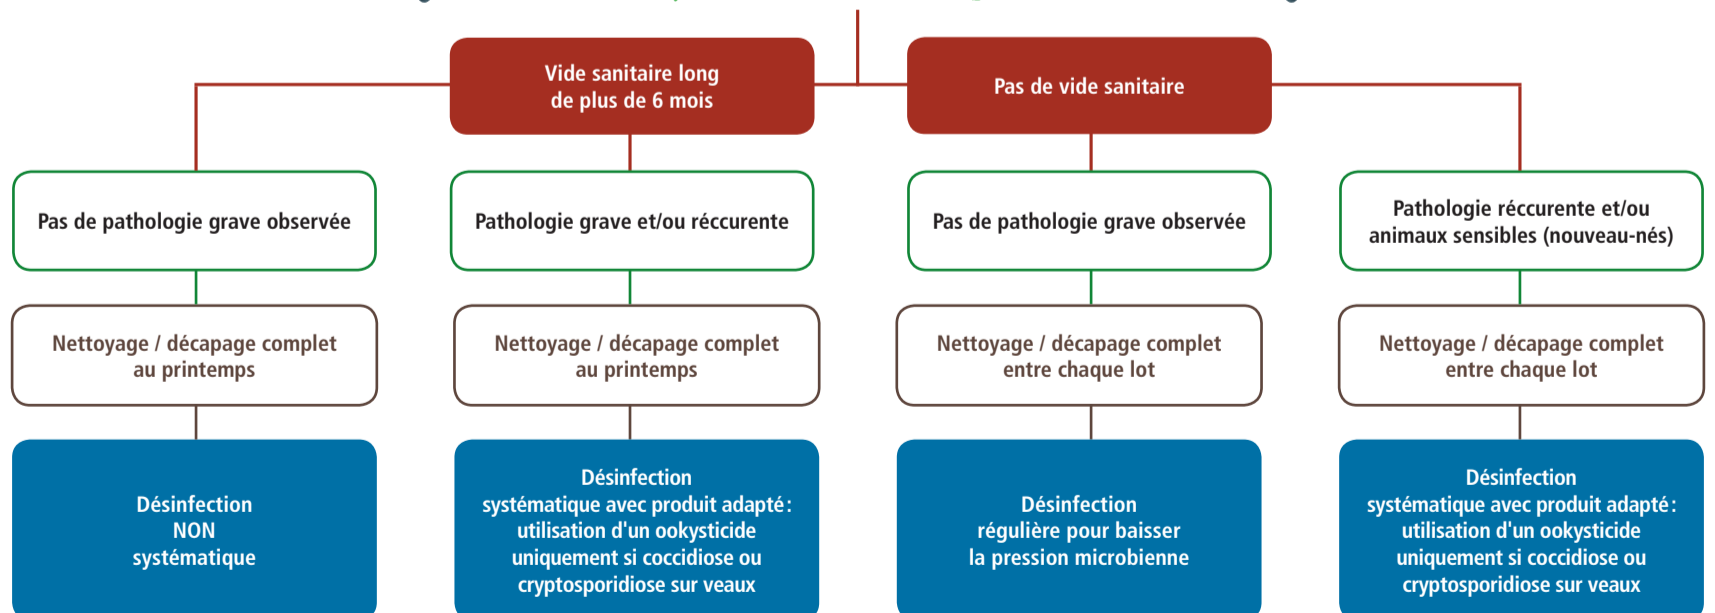 Vide sanitaire long
de plus de 6 mois
Pas de vide sanitaire
Pas de pathologie grave observée
Pathologie grave et/ou réccurente
Pas de pathologie grave observée
Pathologie réccurente et/ou
animaux sensibles (nouveau-nés)
Nettoyage / décapage complet
au printemps
Nettoyage / décapage complet
au printemps
Nettoyage / décapage complet
entre chaque lot
Nettoyage / décapage complet
entre chaque lot
Désinfection
NON
systématique
Désinfection
systématique avec produit adapté :
utilisation d'un ookysticide
uniquement si coccidiose ou
cryptosporidiose sur veaux
Désinfection
régulière pour baisser
la pression microbienne
Désinfection
systématique avec produit adapté :
utilisation d'un ookysticide
uniquement si coccidiose ou
cryptosporidiose sur veaux